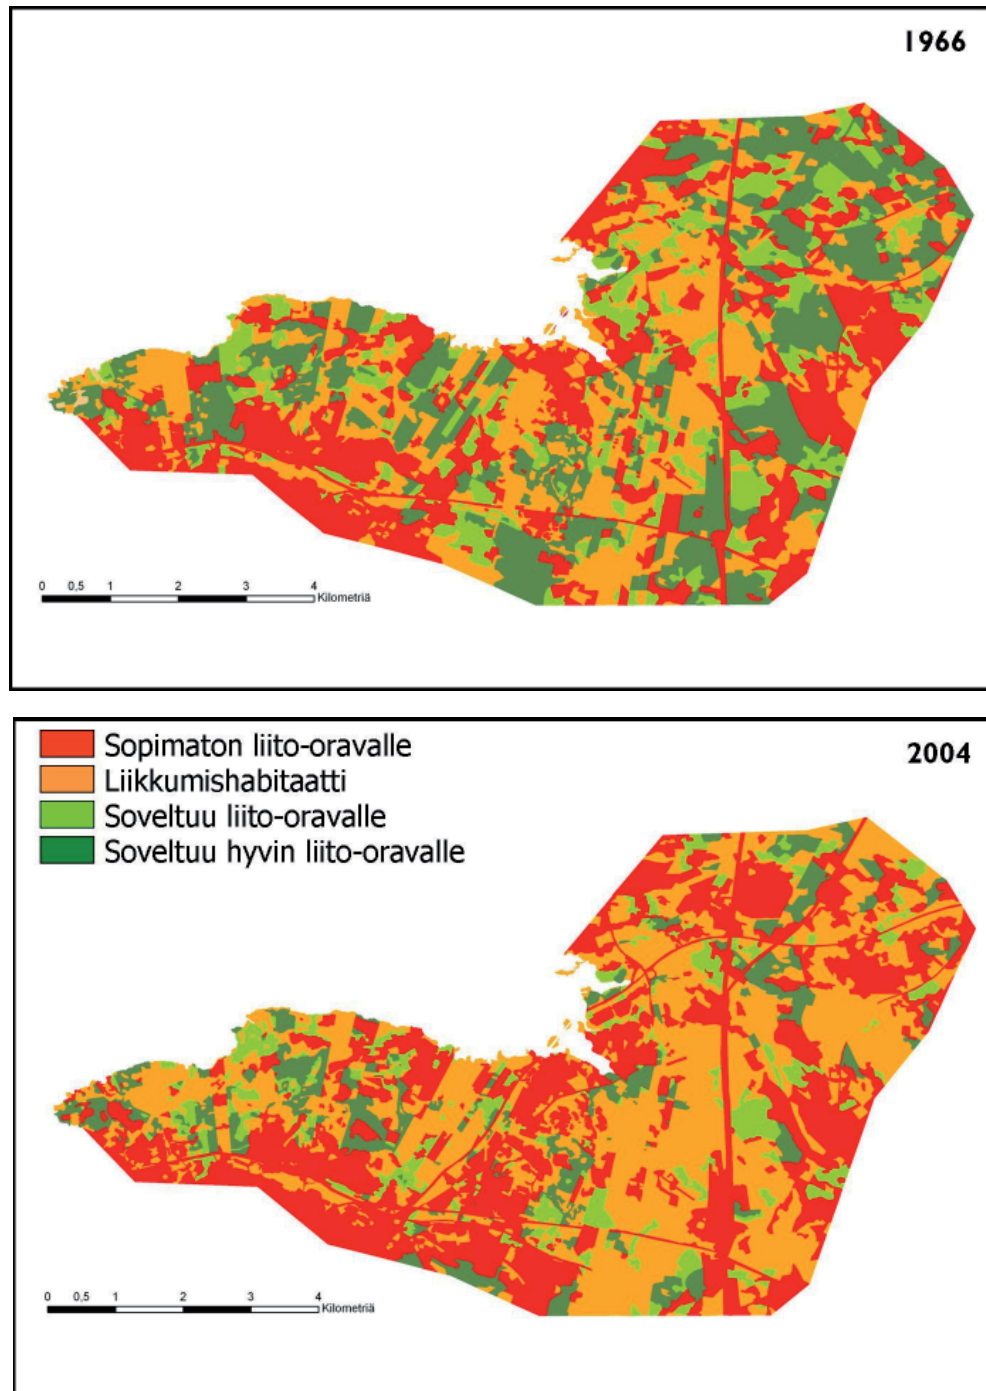 1966
0 0,5 1 2 3 4
Kilometriä
2004
Sopimaton liito-oravalle
Liikkumishabitaatti
Soveltuu liito-oravalle
Soveltuu hyvin liito-oravalle
0 0,5 1 2 3 4
Kilometriä